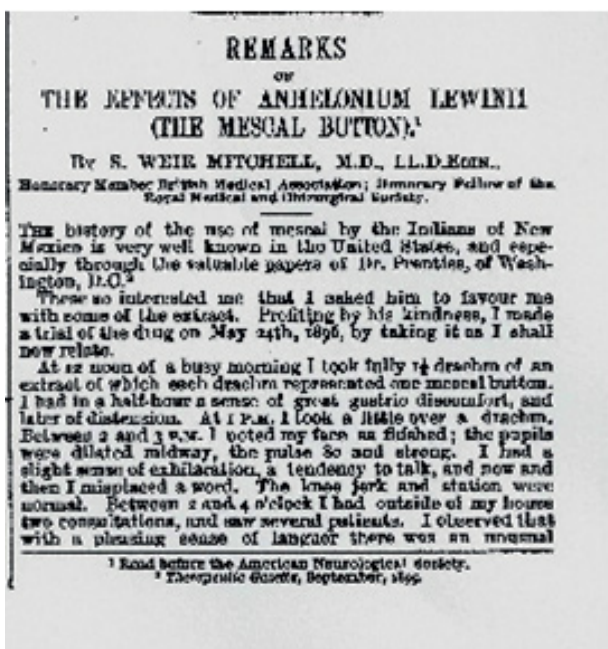 REMARKS
ON
THE EFFECTS OF ANHELONIUM LEWINII
(THE MESCAL BUTTON).¹
By S. WEIR MITCHELL, M.D., LL.D.EDIN.,
Honorary Member British Medical Association; Honorary Fellow of the
Royal Medical and Chirurgical Society.
THE history of the use of mescal by the Indians of New
Mexico is very well known in the United States, and espe-
cially through the valuable papers of Dr. Prentiss, of Wash-
ington, D.C.²
These so interested me that I asked him to favour me
with some of the extract. Profiting by his kindness, I made
a trial of the drug on May 24th, 1896, by taking it as I shall
now relate.
At 12 noon of a busy morning I took fully 1½ drachm of an
extract of which each drachm represented one mescal button.
I had in a half-hour a sense of great gastric discomfort, and
later of distension. At 1 P.M. I took a little over a drachm.
Between 2 and 3 P.M. I noted my face as flushed; the pupils
were dilated midway, the pulse 80 and strong. I had a
slight sense of exhilaration, a tendency to talk, and now and
then I misplaced a word. The knee jerk and station were
normal. Between 2 and 4 o'clock I had outside of my house
two consultations, and saw several patients. I observed that
with a pleasing sense of languor there was an unusual
¹ Read before the American Neurological Society.
² Therapeutic Gazette, September, 1895.